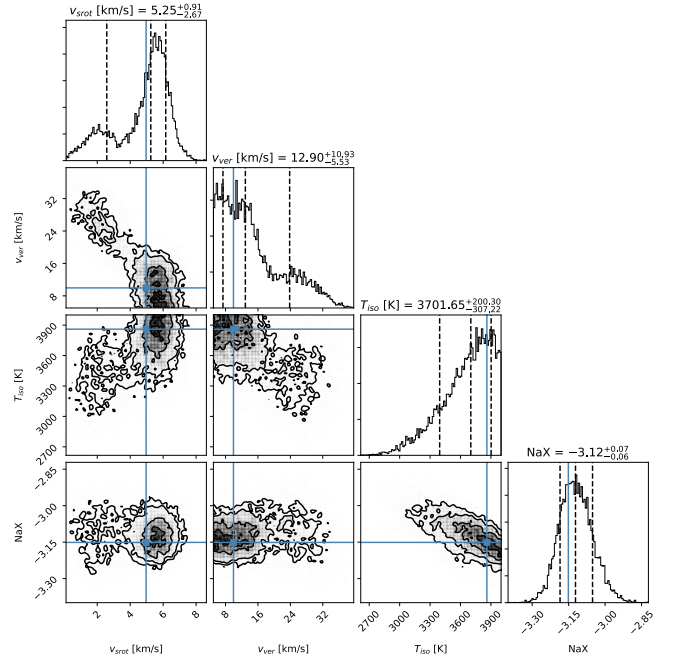 v_srot [km/s] = 5.25 +0.91 −2.67
v_ver [km/s] = 12.90 +10.93 −5.53
32
24
16
8
v_ver [km/s]
T_iso [K] = 3701.65 +200.30 −307.22
3900
3600
3300
3000
2700
T_iso [K]
NaX = −3.12 +0.07 −0.06
−2.85
−3.00
−3.15
−3.30
NaX
2 4 6 8
8 16 24 32
2700 3000 3300 3600 3900
−3.30 −3.15 −3.00 −2.85
v_srot [km/s]
v_ver [km/s]
T_iso [K]
NaX